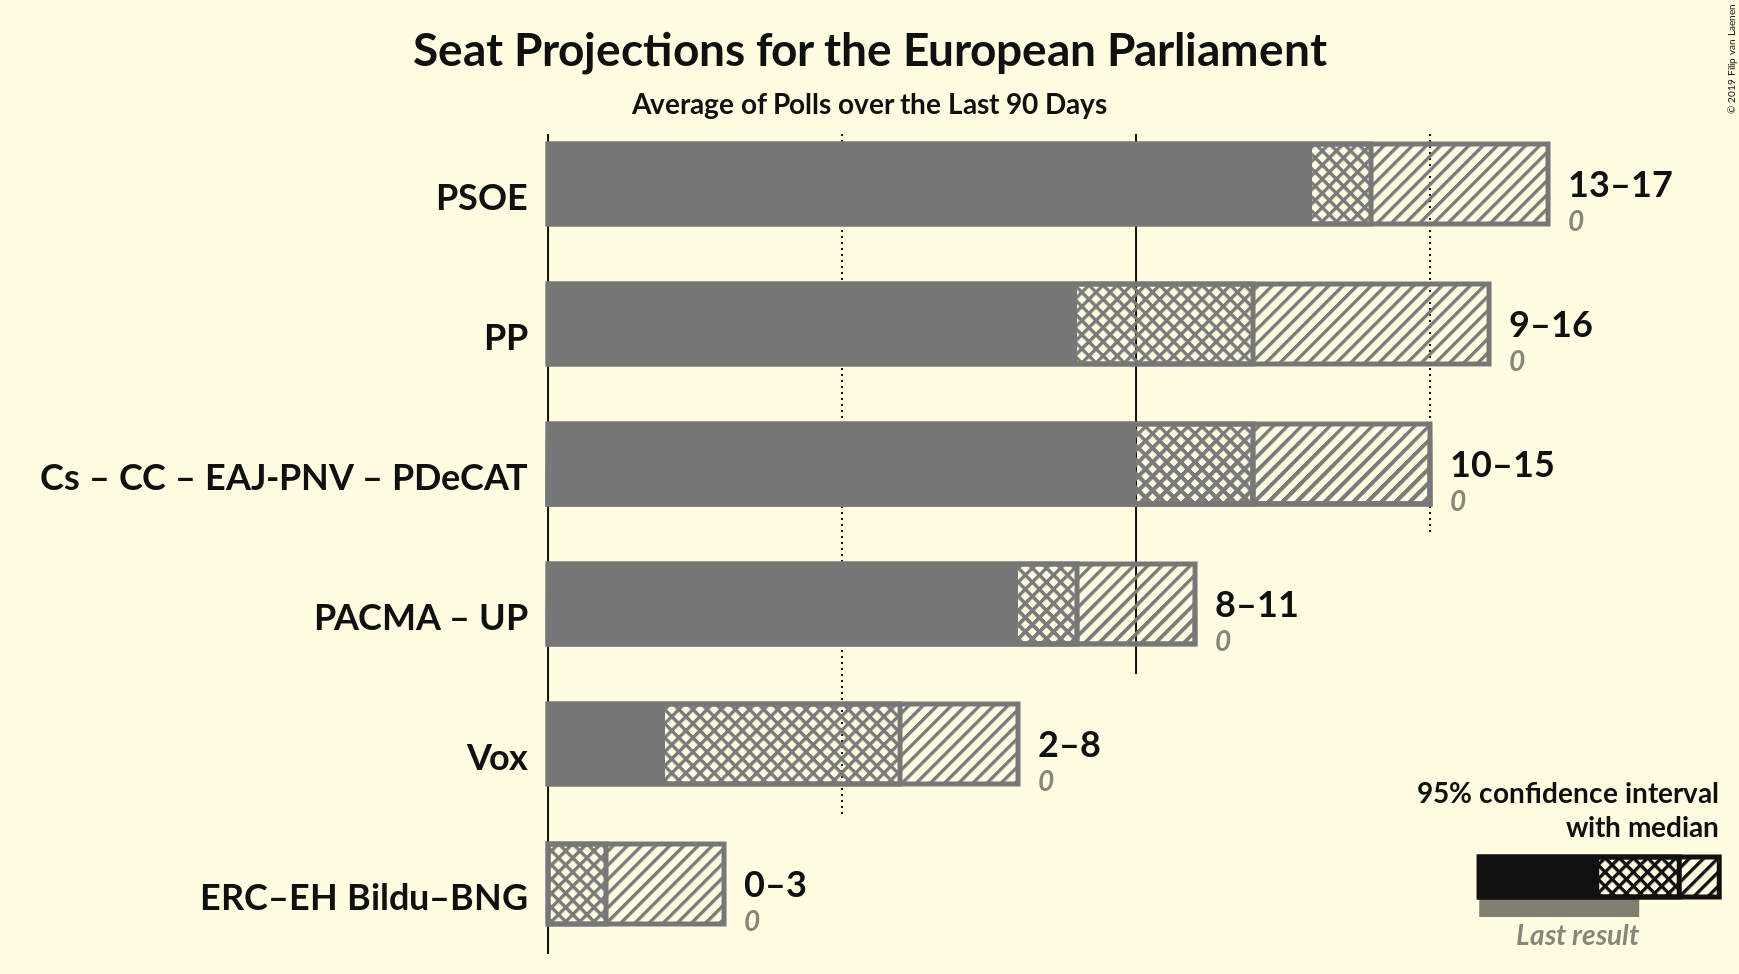 Seat Projections for the European Parliament
Average of Polls over the Last 90 Days
© 2019 Filip van Laenen
PSOE
13–17
0
PP
9–16
0
Cs – CC – EAJ-PNV – PDeCAT
10–15
0
PACMA – UP
8–11
0
Vox
2–8
0
ERC–EH Bildu–BNG
0–3
0
95% confidence interval
with median
Last result